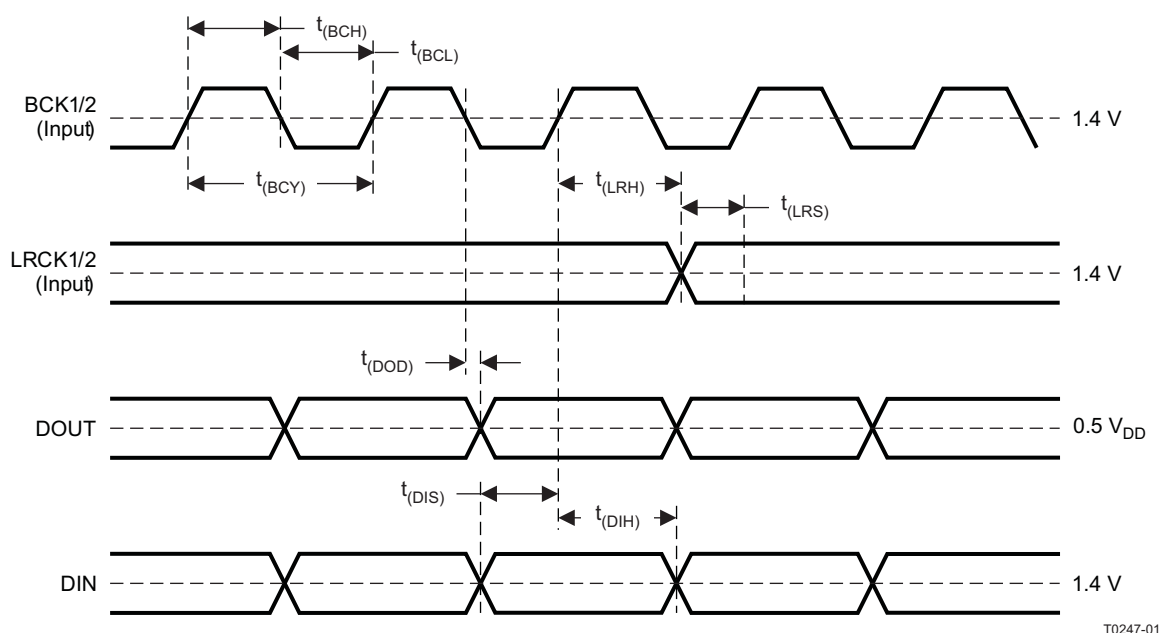 t(BCH)
t(BCL)
BCK1/2
(Input)
1.4 V
t(BCY)
t(LRH)
t(LRS)
LRCK1/2
(Input)
1.4 V
t(DOD)
DOUT
0.5 VDD
t(DIS)
t(DIH)
DIN
1.4 V
T0247-01